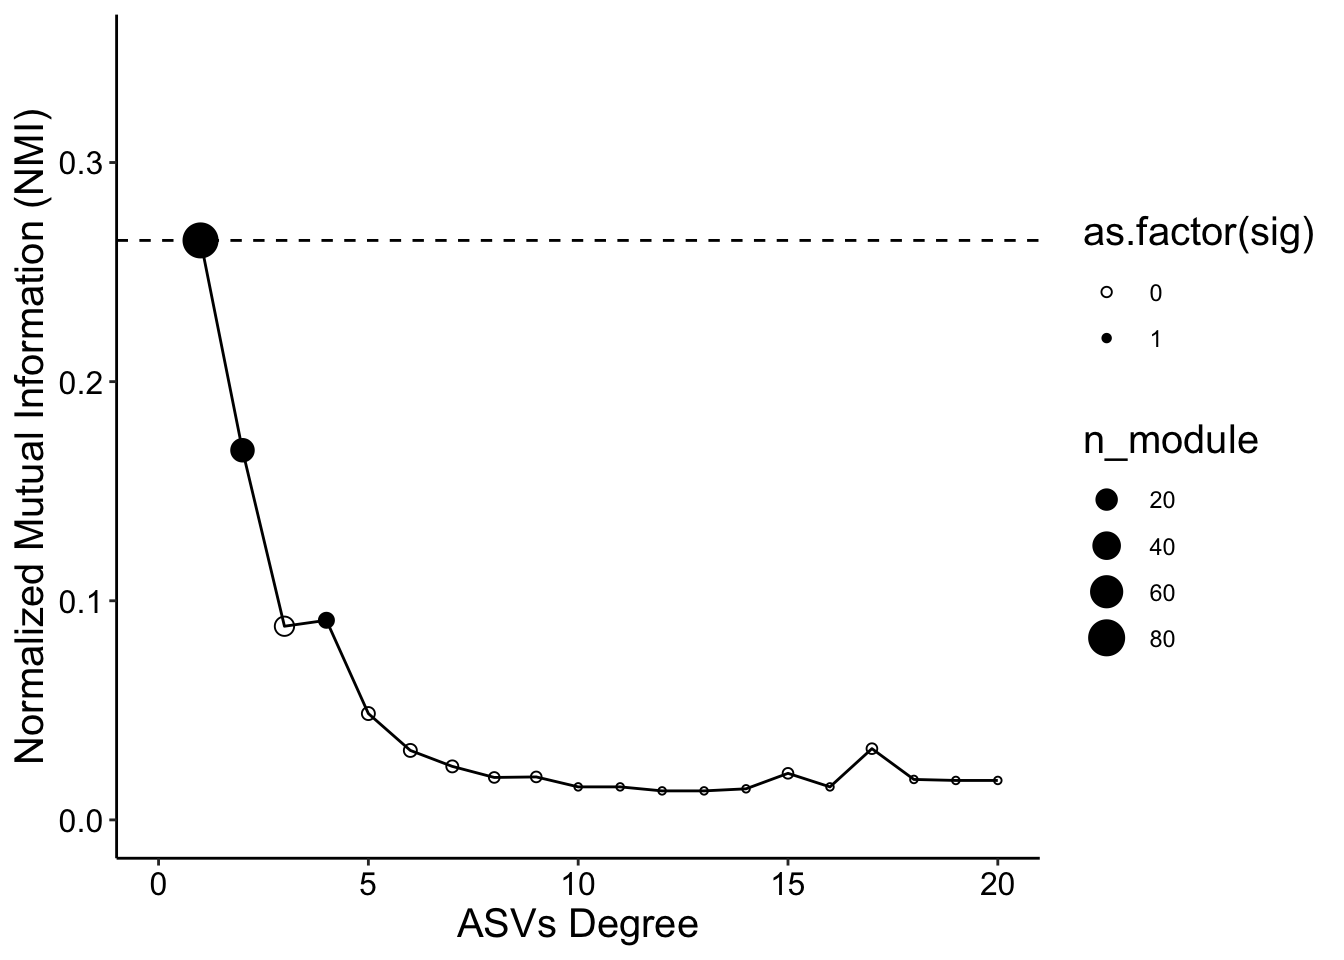 Normalized Mutual Information (NMI)
0.3
0.2
0.1
0.0
0 5 10 15 20
ASVs Degree
as.factor(sig)
0
1
n_module
20
40
60
80